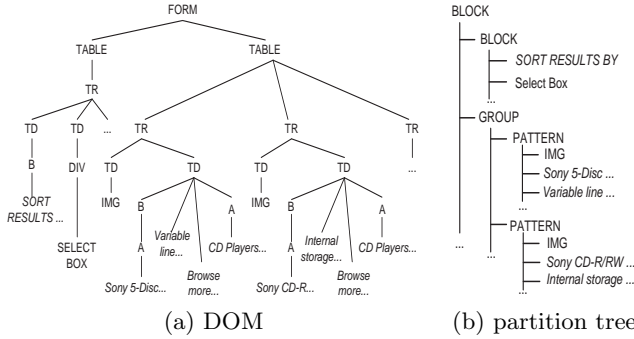 FORM
TABLE TABLE
TR
TD TD ...
B DIV
SORT
RESULTS ...
SELECT
BOX
TR TR TR
TD TD TD TD ...
IMG B A IMG B A
Variable
line...
Internal
storage...
A CD Players... A CD Players...
Sony 5-Disc... Browse
more...
Sony CD-R... Browse
more...
(a) DOM
BLOCK
BLOCK
SORT RESULTS BY
Select Box
...
GROUP
PATTERN
IMG
Sony 5-Disc ...
Variable line ...
...
PATTERN
... IMG
Sony CD-R/RW ...
Internal storage ...
...
(b) partition tree